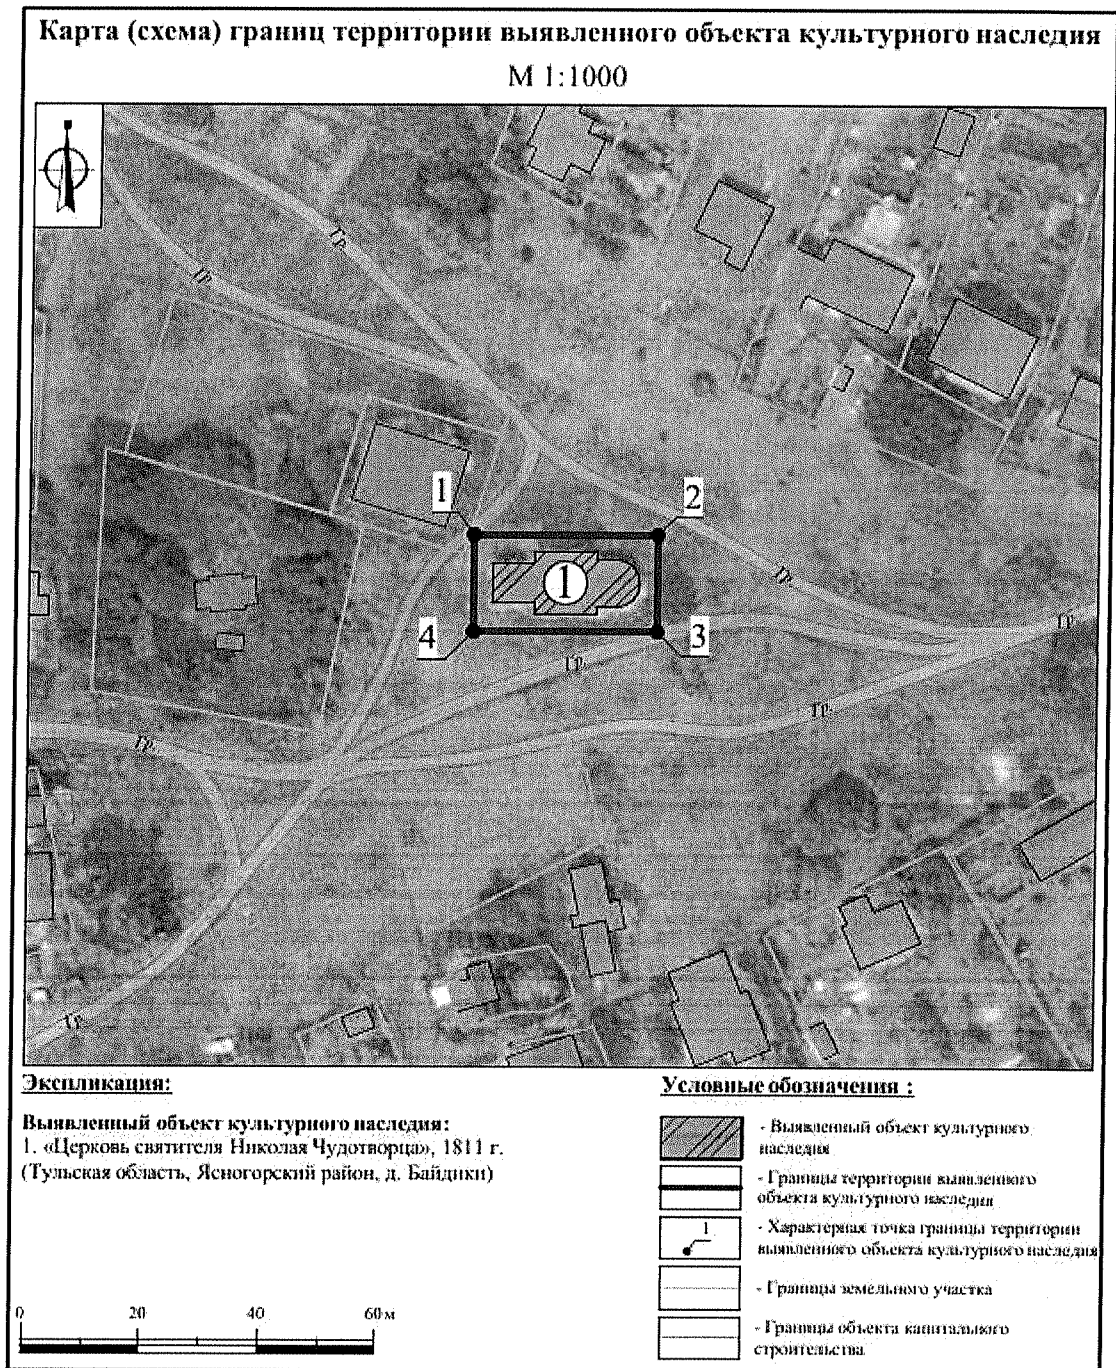 Карта (схема) границ территории выявленного объекта культурного наследия
М 1:1000
Гр.
Гр.
1
2
1
Гр.
4
3
Гр.
Гр.
Гр.
Гр.
Гр.
Экспликация:
Выявленный объект культурного наследия:
1. «Церковь святителя Николая Чудотворца», 1811 г.
(Тульская область, Ясногорский район, д. Байдики)
0 20 40 60 м
Условные обозначения :
- Выявленный объект культурного
наследия
- Границы территории выявленного
объекта культурного наследия
1
- Характерная точка границы территории
выявленного объекта культурного наследия
- Границы земельного участка
- Границы объекта капитального
строительства